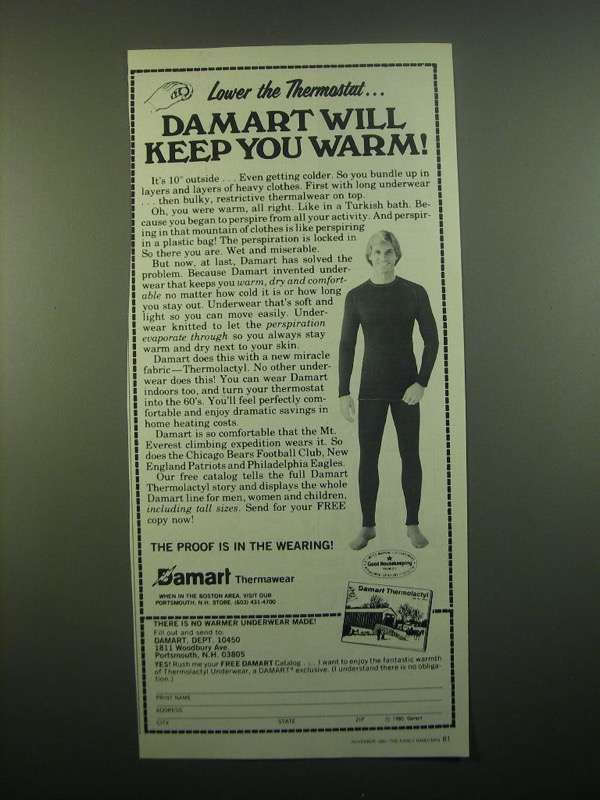 Lower the Thermostat...
DAMART WILL
KEEP YOU WARM!
It's 10° outside . . . Even getting colder. So you bundle up in
layers and layers of heavy clothes. First with long underwear
. . . then bulky, restrictive thermalwear on top.
Oh, you were warm, all right. Like in a Turkish bath. Be-
cause you began to perspire from all your activity. And perspir-
ing in that mountain of clothes is like perspiring
in a plastic bag! The perspiration is locked in
So there you are. Wet and miserable.
But now, at last, Damart has solved the
problem. Because Damart invented under-
wear that keeps you warm, dry and comfort-
able no matter how cold it is or how long
you stay out. Underwear that's soft and
light so you can move easily. Under-
wear knitted to let the perspiration
evaporate through so you always stay
warm and dry next to your skin.
Damart does this with a new miracle
fabric—Thermolactyl. No other under-
wear does this! You can wear Damart
indoors too, and turn your thermostat
into the 60's. You'll feel perfectly com-
fortable and enjoy dramatic savings in
home heating costs.
Damart is so comfortable that the Mt.
Everest climbing expedition wears it. So
does the Chicago Bears Football Club, New
England Patriots and Philadelphia Eagles.
Our free catalog tells the full Damart
Thermolactyl story and displays the whole
Damart line for men, women and children,
including tall sizes. Send for your FREE
copy now!
THE PROOF IS IN THE WEARING!
Good Housekeeping
Damart Thermawear
WHEN IN THE BOSTON AREA, VISIT OUR
PORTSMOUTH, N.H. STORE. (603) 431-4700
Damart Thermolactyl
THERE IS NO WARMER UNDERWEAR MADE!
Fill out and send to:
DAMART, DEPT. 10450
1811 Woodbury Ave.
Portsmouth, N.H. 03805
YES! Rush me your FREE DAMART Catalog . . . I want to enjoy the fantastic warmth
of Thermolactyl Underwear, a DAMART® exclusive. (I understand there is no obliga-
tion.)
PRINT NAME
ADDRESS
CITY STATE ZIP © 1980, Damart
NOVEMBER 1980 81